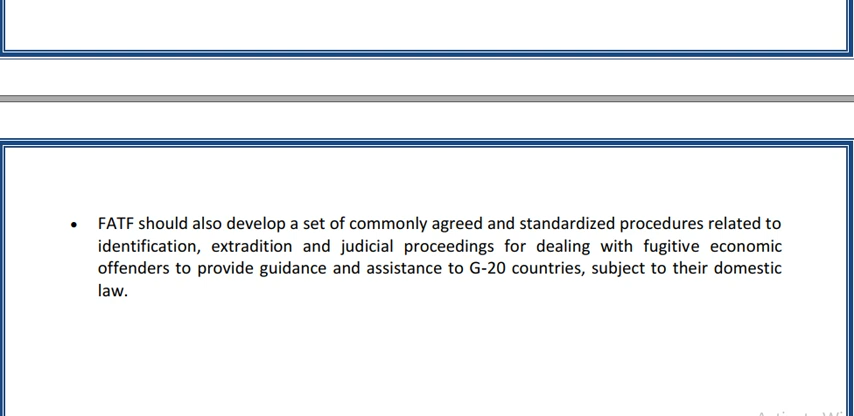 • FATF should also develop a set of commonly agreed and standardized procedures related to
identification, extradition and judicial proceedings for dealing with fugitive economic
offenders to provide guidance and assistance to G-20 countries, subject to their domestic
law.